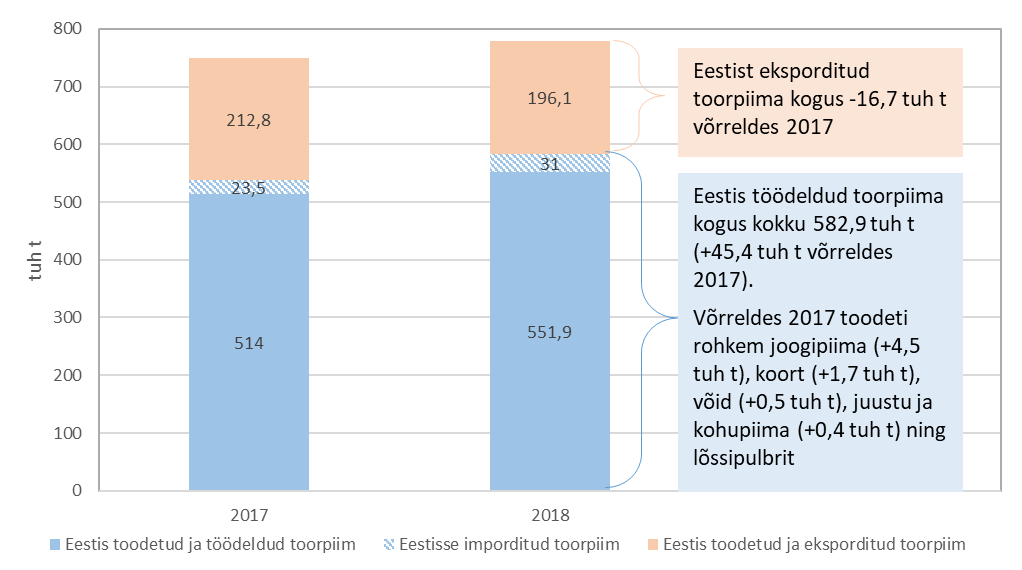 800
700
600
500
400
300
200
100
0
tuh t
212,8
23,5
514
196,1
31
551,9
2017
2018
Eestist eksporditud
toorpiima kogus -16,7 tuh t
võrreldes 2017
Eestis töödeldud toorpiima
kogus kokku 582,9 tuh t
(+45,4 tuh t võrreldes
2017).
Võrreldes 2017 toodeti
rohkem joogipiima (+4,5
tuh t), koort (+1,7 tuh t),
võid (+0,5 tuh t), juustu ja
kohupiima (+0,4 tuh t) ning
lõssipulbrit
Eestis toodetud ja töödeldud toorpiim
Eestisse imporditud toorpiim
Eestis toodetud ja eksporditud toorpiim